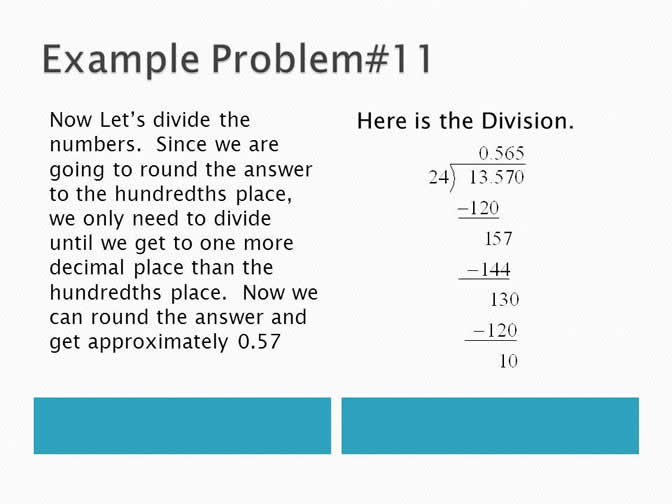 Example Problem#11
Now Let's divide the
numbers. Since we are
going to round the answer
to the hundredths place,
we only need to divide
until we get to one more
decimal place than the
hundredths place. Now we
can round the answer and
get approximately 0.57
Here is the Division.
0.565
24) 13.570
−120
157
−144
130
−120
10